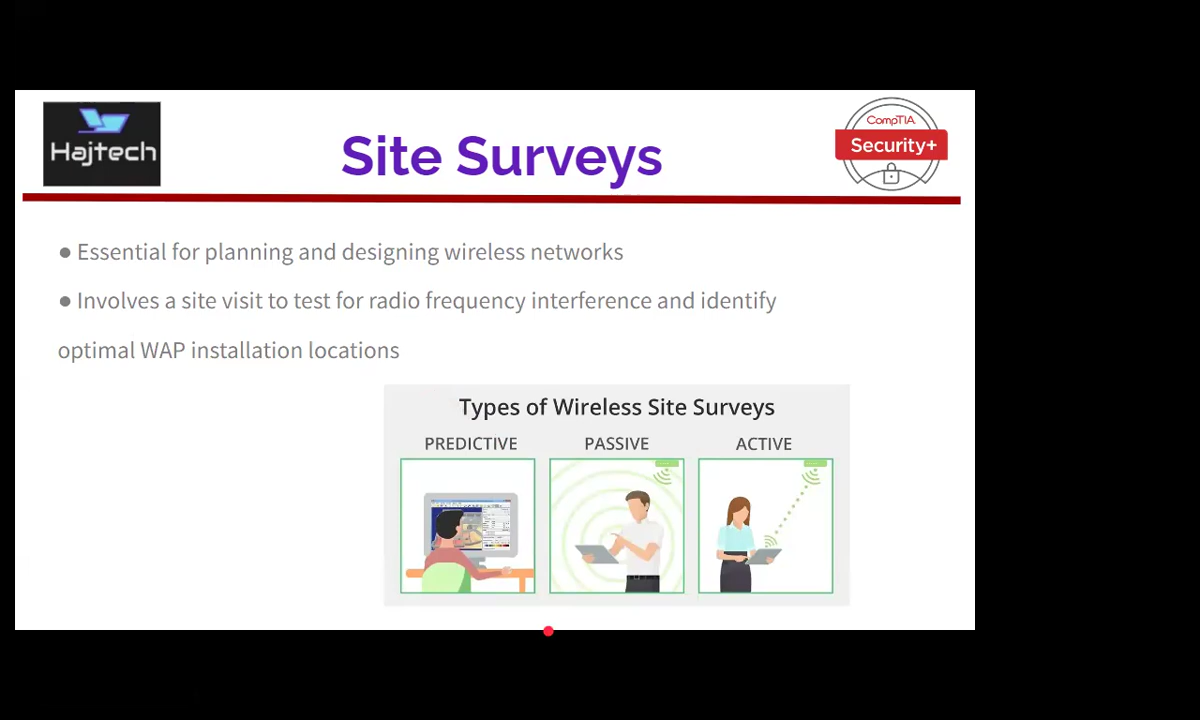 Hajtech
Site Surveys
CompTIA.
Security+
● Essential for planning and designing wireless networks
● Involves a site visit to test for radio frequency interference and identify
optimal WAP installation locations
Types of Wireless Site Surveys
PREDICTIVE PASSIVE ACTIVE